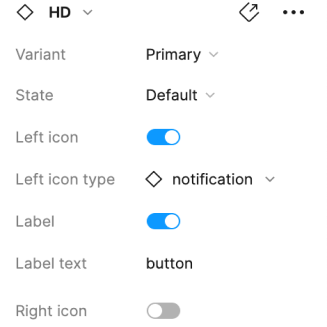 HD
Variant Primary
State Default
Left icon
Left icon type notification
Label
Label text button
Right icon